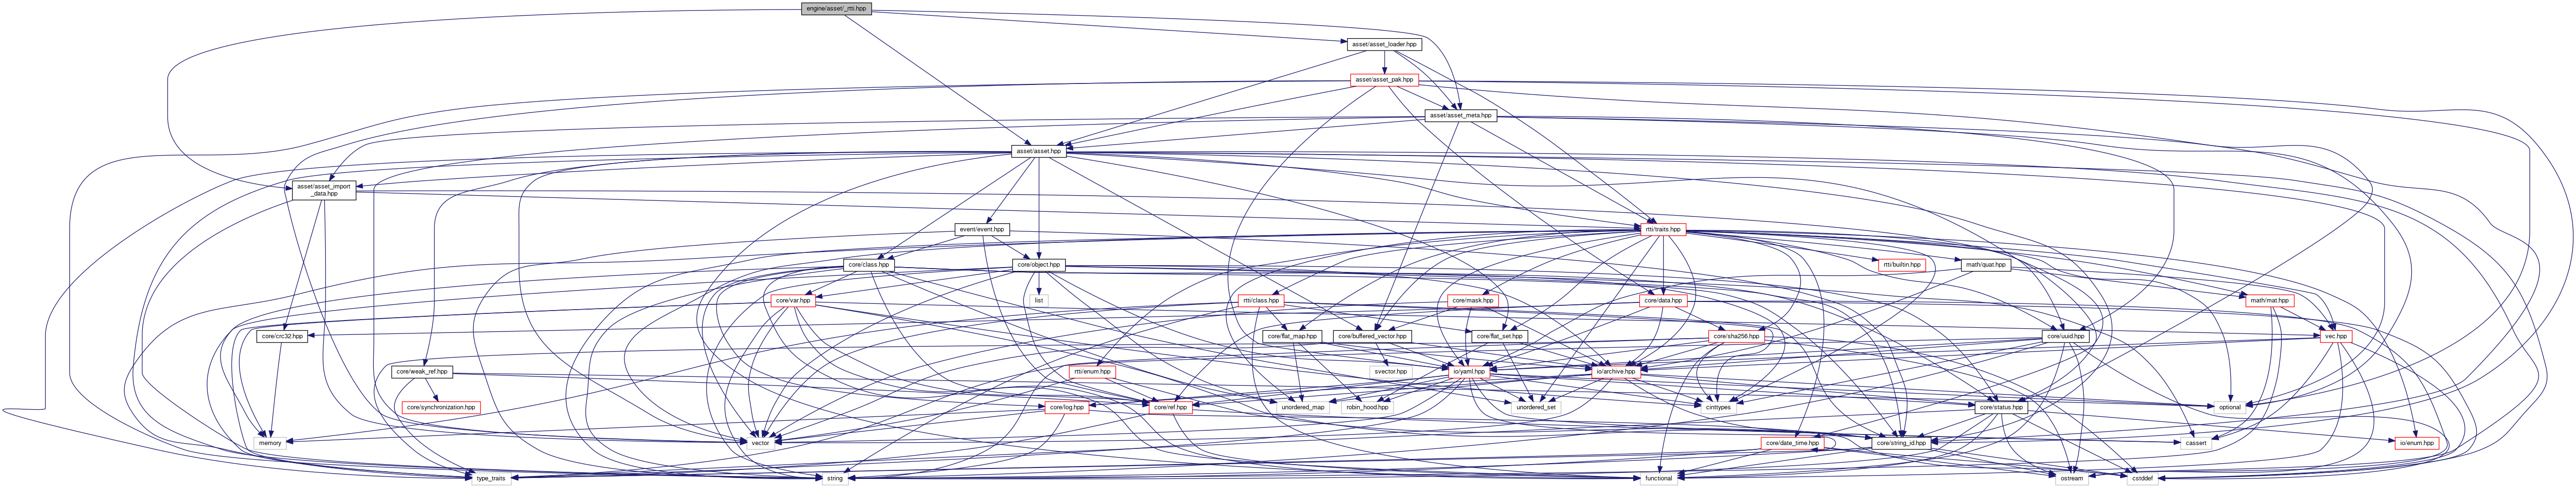 engine/asset/_rtti.hpp
asset/asset_loader.hpp
asset/asset_pak.hpp
asset/asset_meta.hpp
asset/asset.hpp
asset/asset_import
_data.hpp
event/event.hpp
rtti/traits.hpp
core/class.hpp
core/object.hpp
rtti/builtin.hpp
math/quat.hpp
core/var.hpp
list
rtti/class.hpp
core/mask.hpp
core/data.hpp
math/mat.hpp
core/crc32.hpp
core/flat_map.hpp
core/buffered_vector.hpp
core/flat_set.hpp
core/sha256.hpp
core/uuid.hpp
vec.hpp
core/weak_ref.hpp
rtti/enum.hpp
svector.hpp
io/yaml.hpp
io/archive.hpp
core/synchronization.hpp
core/log.hpp
core/ref.hpp
unordered_map
robin_hood.hpp
unordered_set
cinttypes
core/status.hpp
optional
memory
vector
core/date_time.hpp
core/string_id.hpp
cassert
io/enum.hpp
type_traits
string
functional
ostream
cstddef